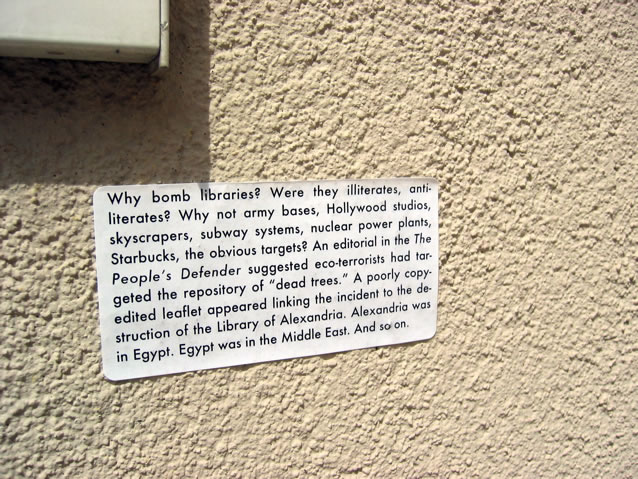 Why bomb libraries? Were they illiterates, anti-
literates? Why not army bases, Hollywood studios,
skyscrapers, subway systems, nuclear power plants,
Starbucks, the obvious targets? An editorial in the The
People's Defender suggested eco-terrorists had tar-
geted the repository of “dead trees.” A poorly copy-
edited leaflet appeared linking the incident to the de-
struction of the Library of Alexandria. Alexandria was
in Egypt. Egypt was in the Middle East. And so on.